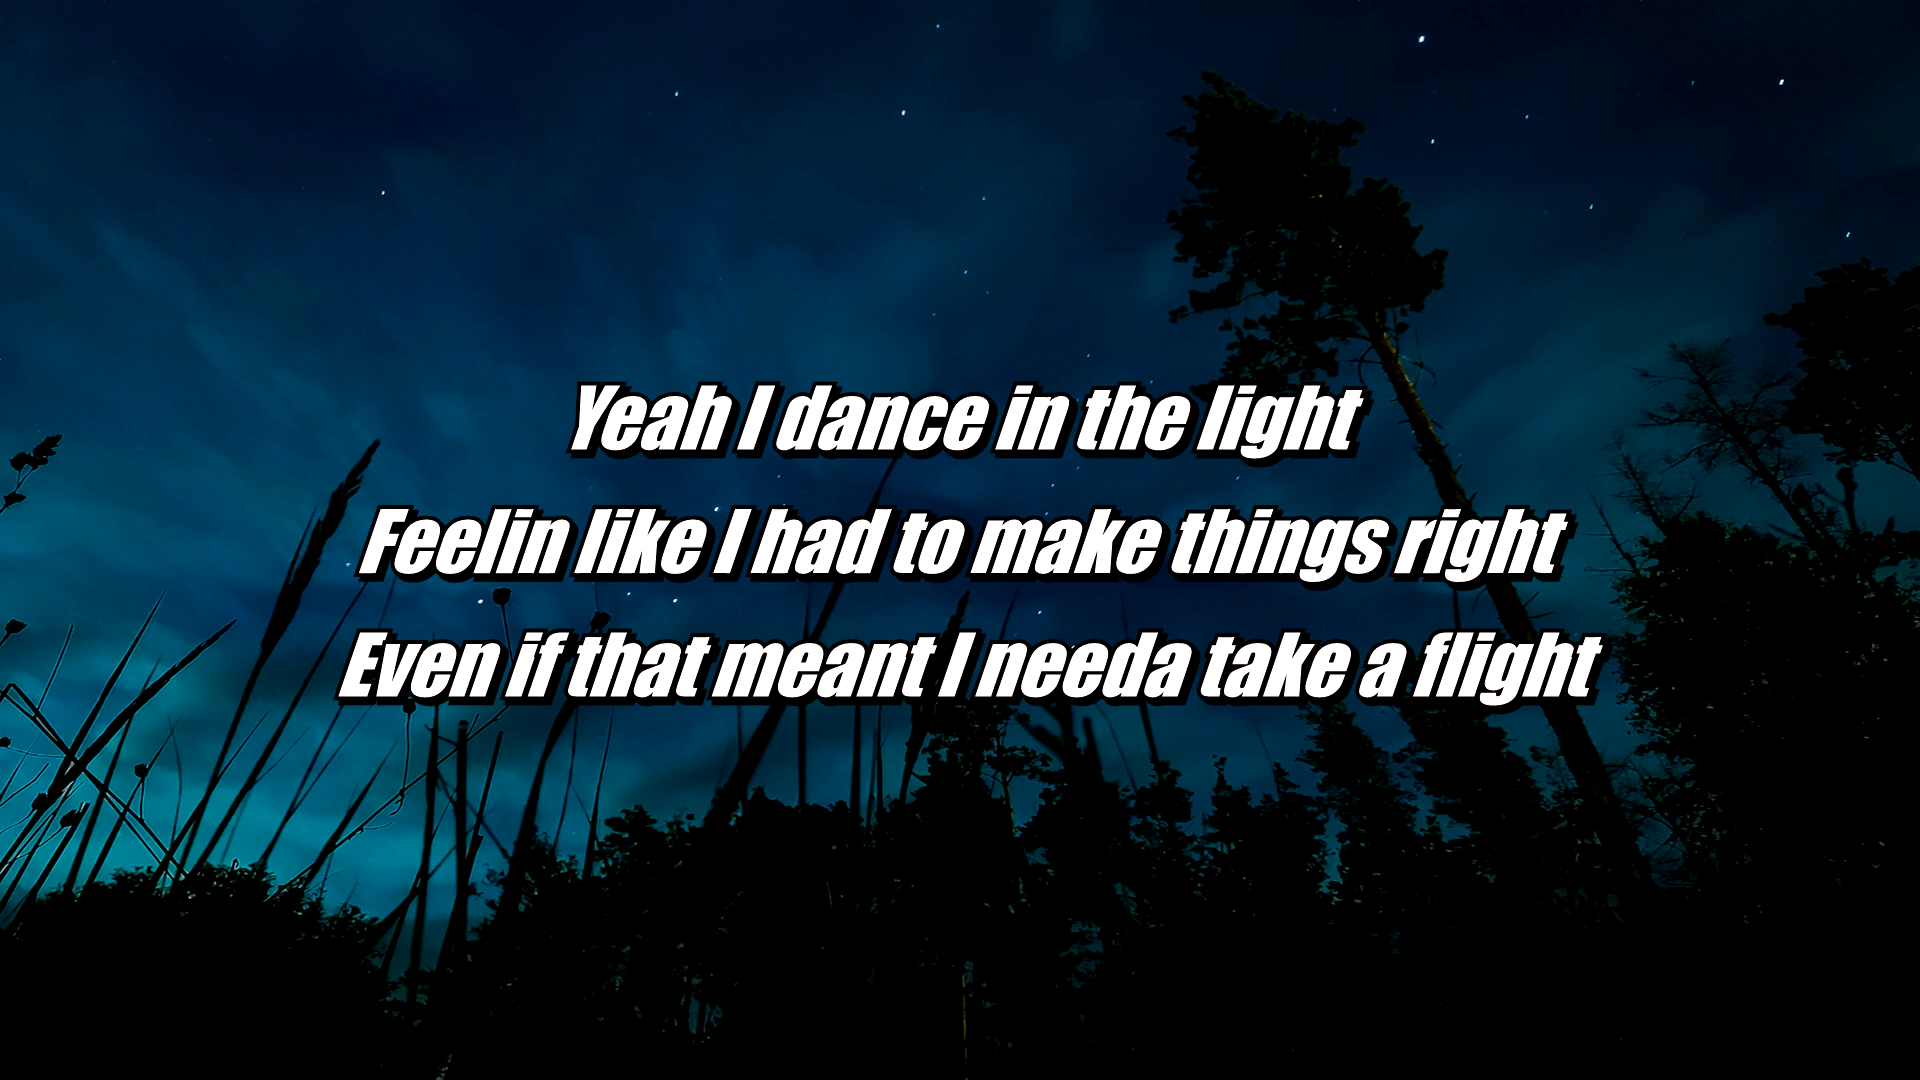 Yeah I dance in the light
Feelin like I had to make things right
Even if that meant I needa take a flight